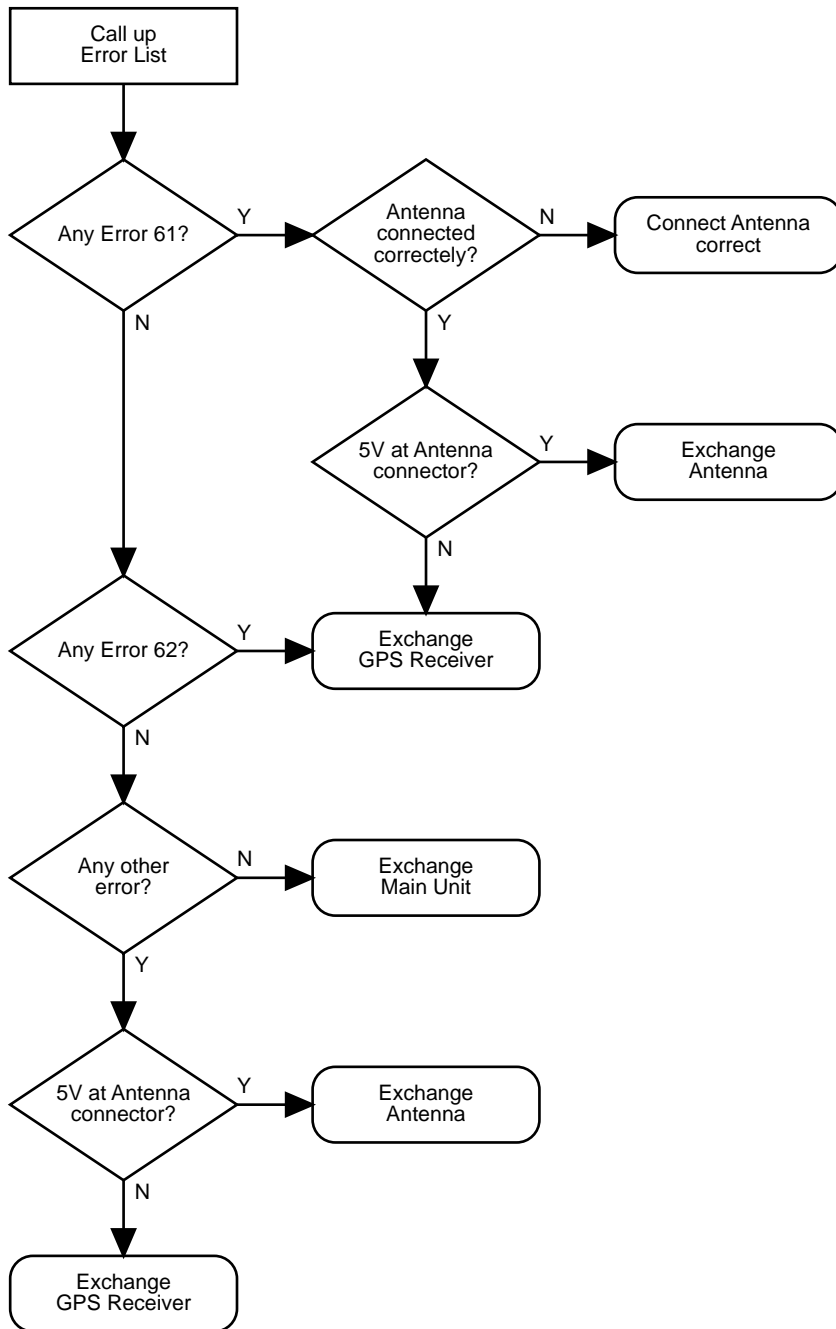 Call up
Error List
Any Error 61?
Y
Antenna
connected
correctely?
N
Connect Antenna
correct
N
Y
5V at Antenna
connector?
Y
Exchange
Antenna
N
Any Error 62?
Y
Exchange
GPS Receiver
N
Any other
error?
N
Exchange
Main Unit
Y
5V at Antenna
connector?
Y
Exchange
Antenna
N
Exchange
GPS Receiver